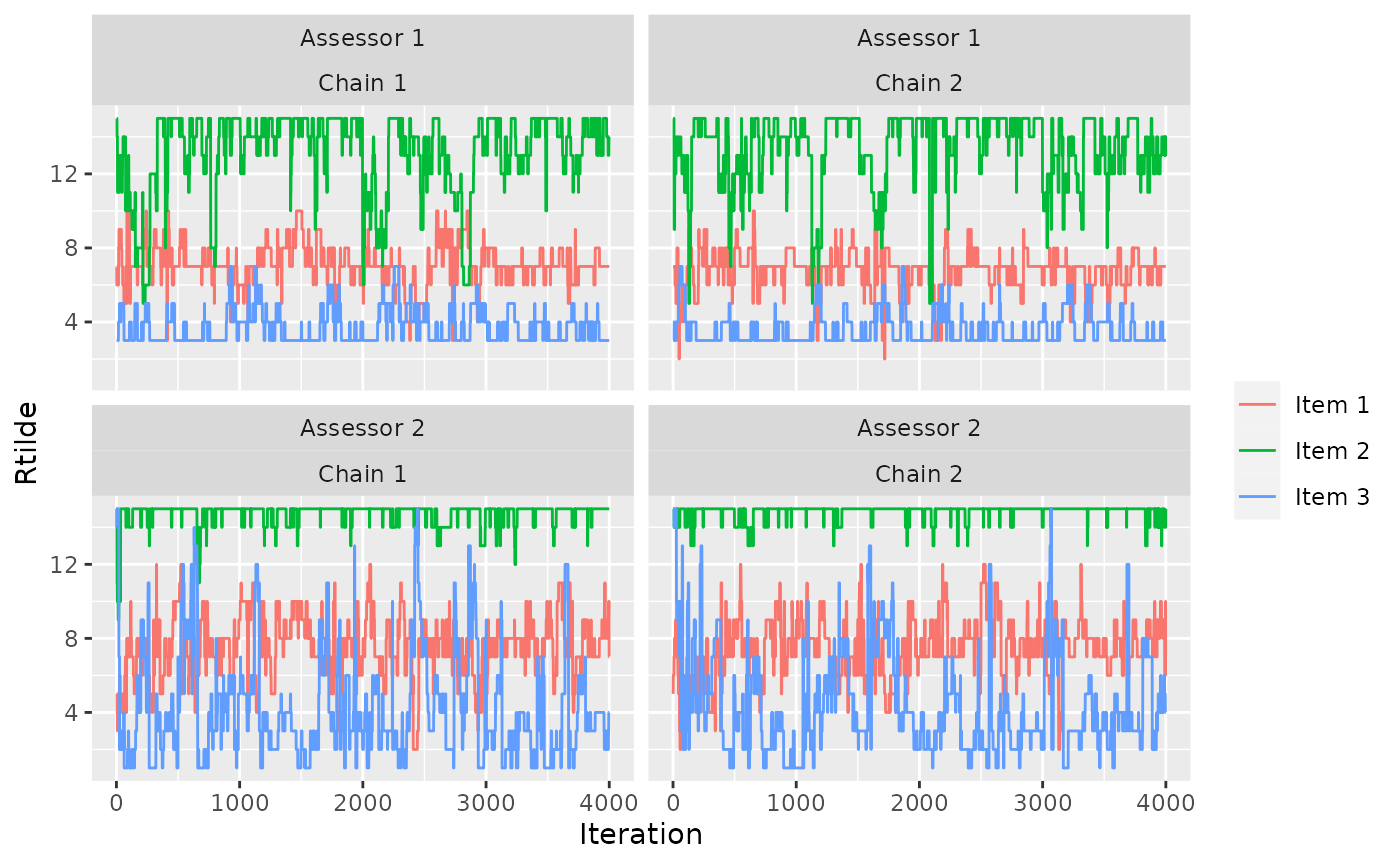 Assessor 1 Assessor 1
Chain 1 Chain 2
12
8
4
Assessor 2 Assessor 2
Chain 1 Chain 2
12
8
4
0 1000 2000 3000 4000 0 1000 2000 3000 4000
Iteration
Rtilde
Item 1
Item 2
Item 3